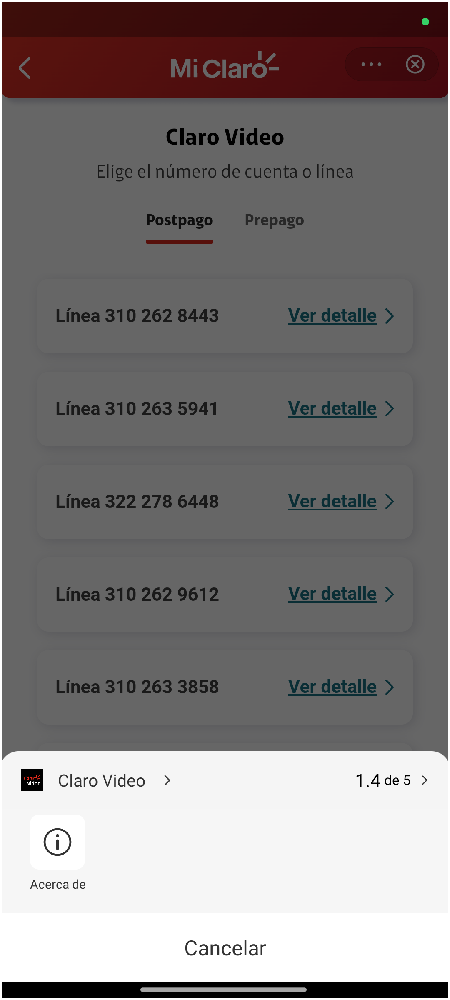 Mi Claro
Claro Video
Elige el número de cuenta o línea
Postpago Prepago
Línea 310 262 8443 Ver detalle
Línea 310 263 5941 Ver detalle
Línea 322 278 6448 Ver detalle
Línea 310 262 9612 Ver detalle
Línea 310 263 3858 Ver detalle
Claro
video
Claro Video
1.4 de 5
Acerca de
Cancelar